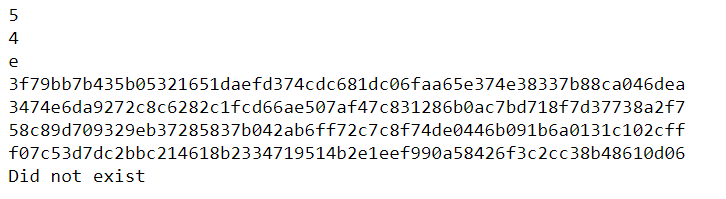 5
4
e
3f79bb7b435b05321651daefd374cdc681dc06faa65e374e38337b88ca046dea
3474e6da9272c8c6282c1fcd66ae507af47c831286b0ac7bd718f7d37738a2f7
58c89d709329eb37285837b042ab6ff72c7c8f74de0446b091b6a0131c102cff
f07c53d7dc2bbc214618b2334719514b2e1eef990a58426f3c2cc38b48610d06
Did not exist